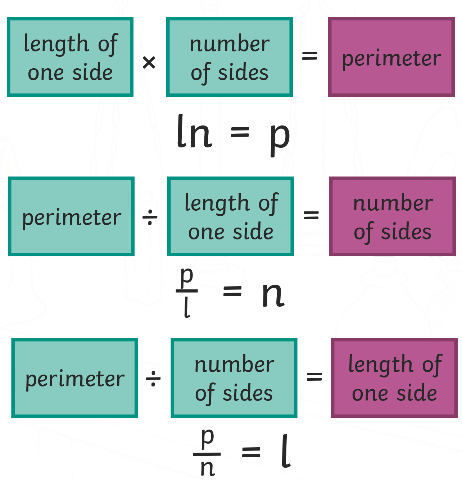 length of one side × number of sides = perimeter
ln = p
perimeter ÷ length of one side = number of sides
p/l = n
perimeter ÷ number of sides = length of one side
p/n = l